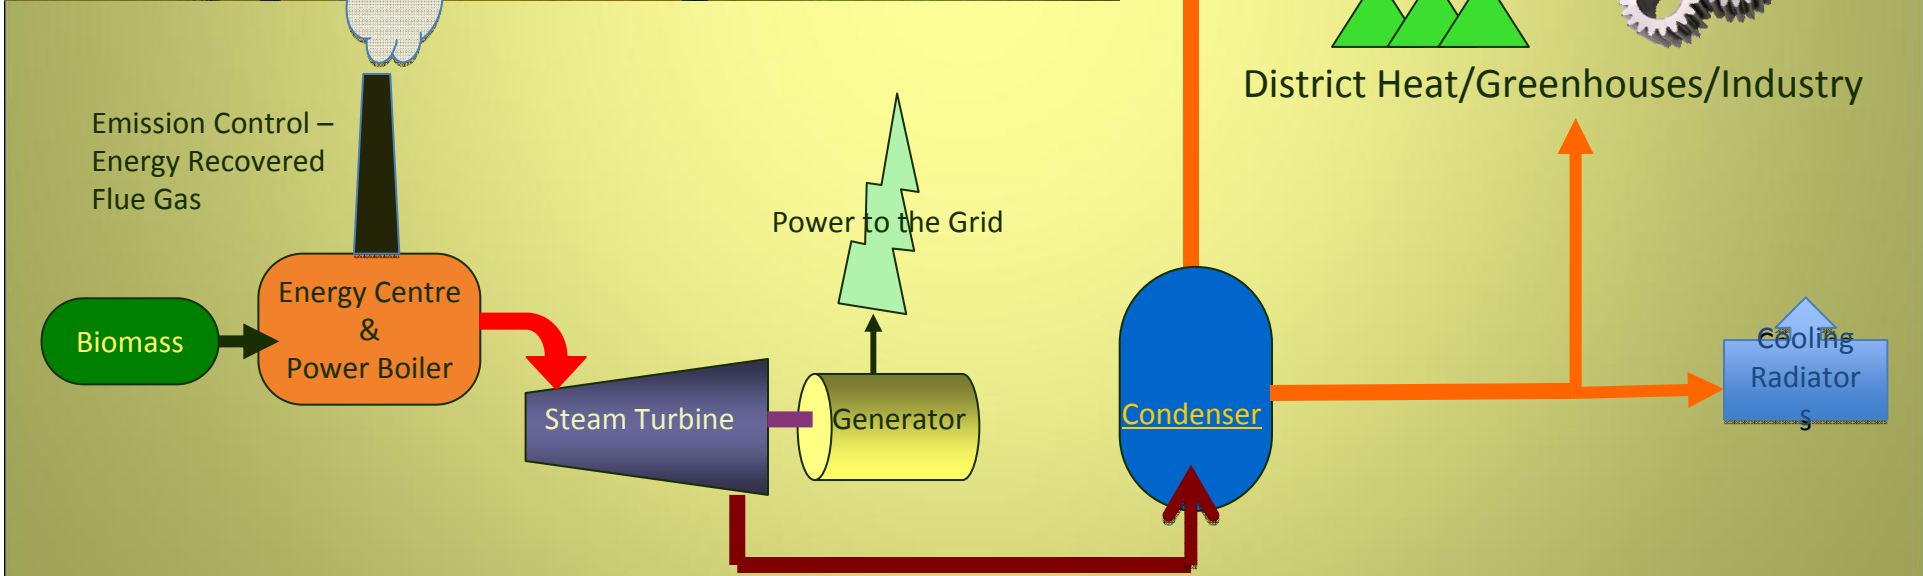 District Heat/Greenhouses/Industry
Emission Control –
Energy Recovered
Flue Gas
Power to the Grid
Energy Centre
&
Power Boiler
Biomass
Steam Turbine
Generator
Condenser
Cooling
Radiator
s